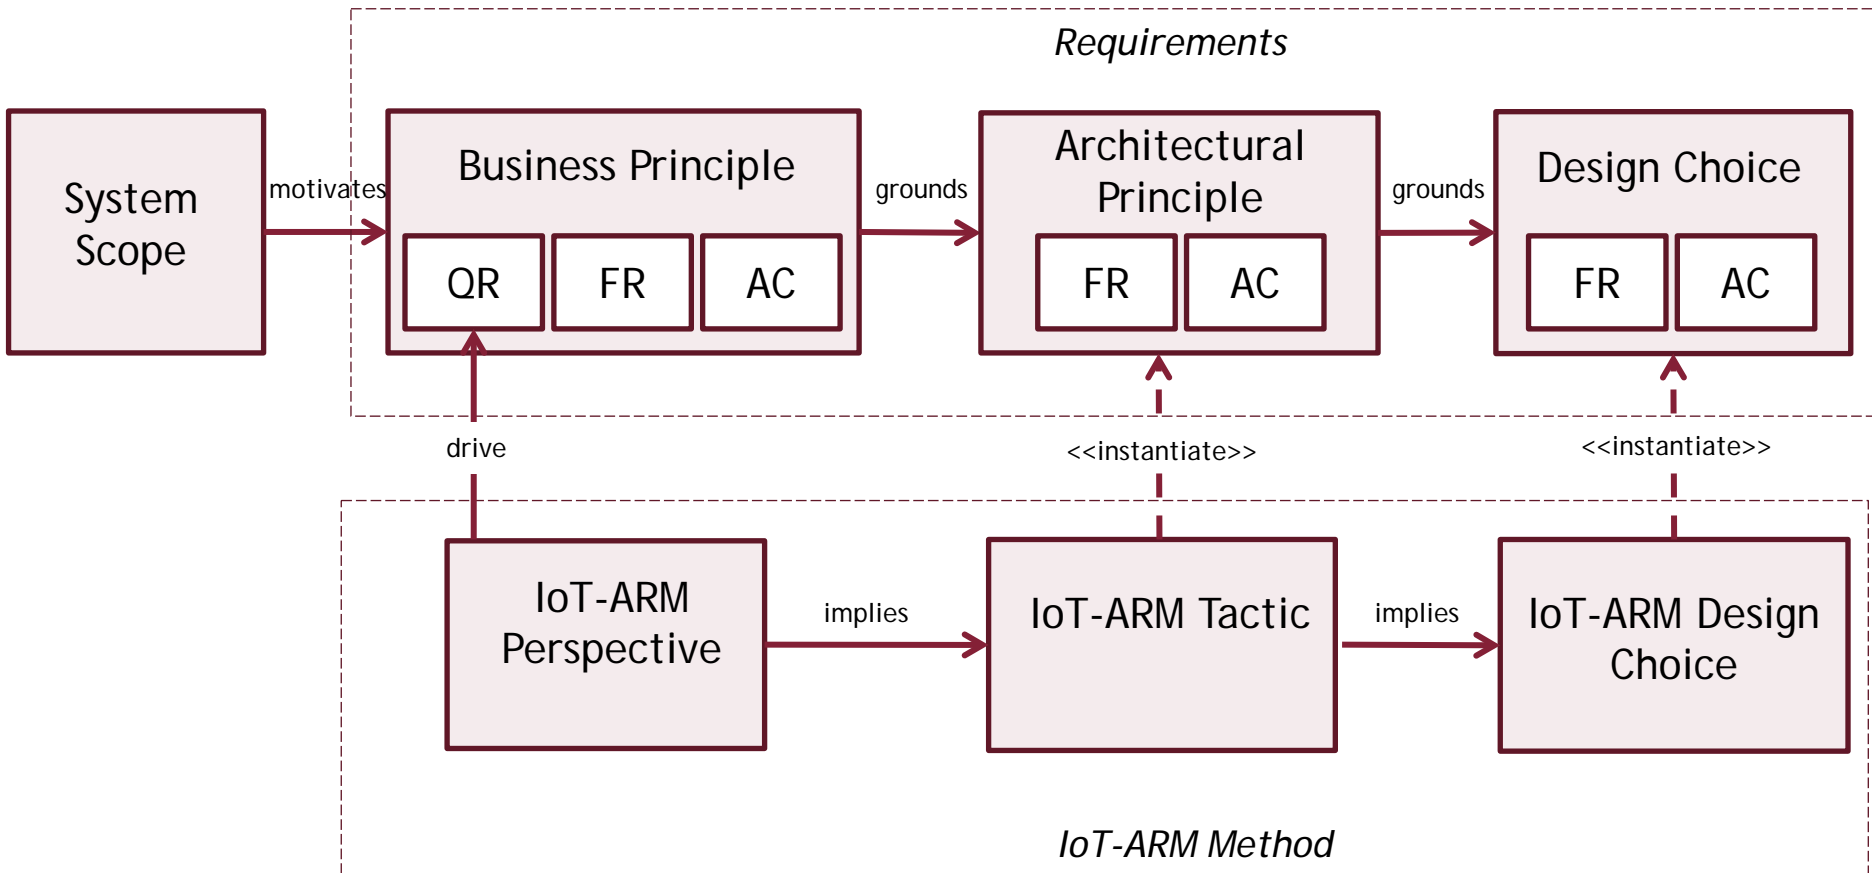 Requirements
System
Scope
motivates
Business Principle
QR
FR
AC
grounds
Architectural
Principle
FR
AC
grounds
Design Choice
FR
AC
drive
<<instantiate>>
<<instantiate>>
IoT-ARM
Perspective
implies
IoT-ARM Tactic
implies
IoT-ARM Design
Choice
IoT-ARM Method